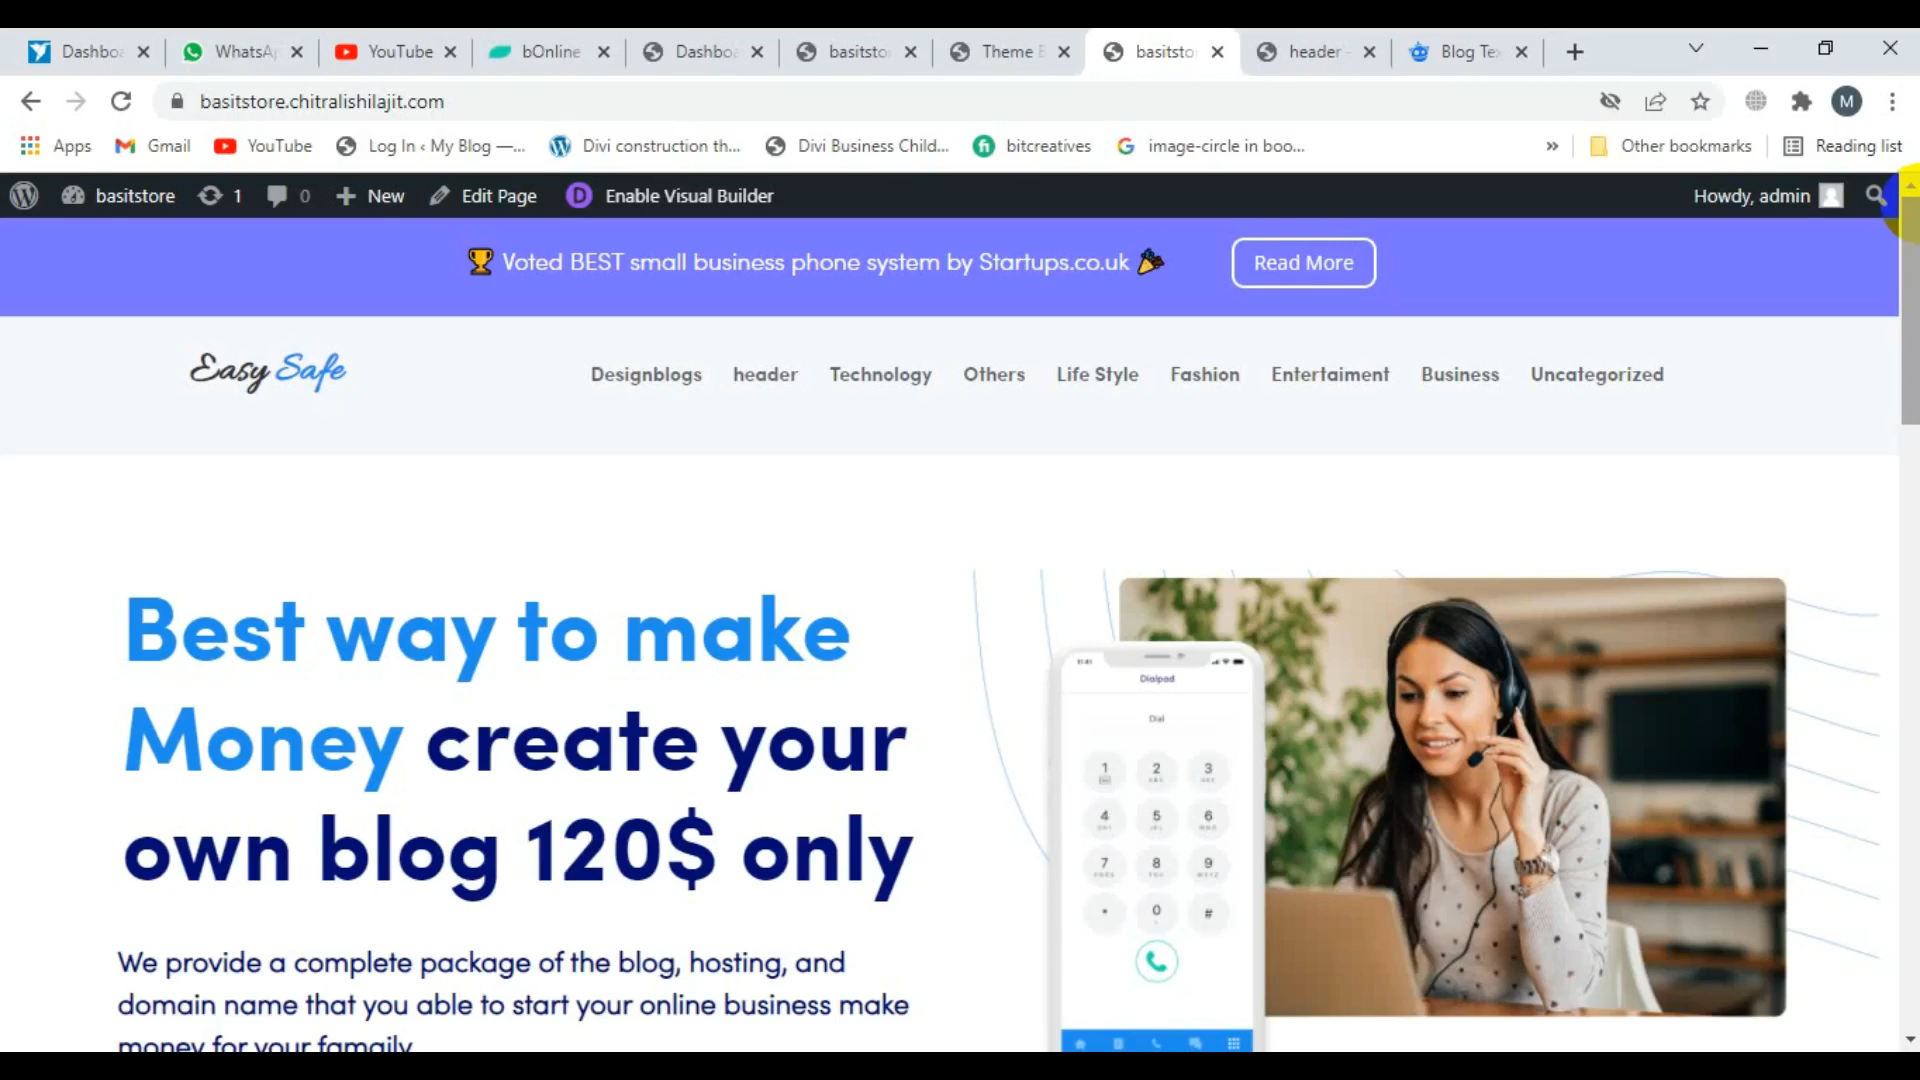 Dashbo
WhatsA
YouTube
bOnline
Dashbo
basitsto
Theme
basitsto
header -
Blog Te
basitstore.chitralishilajit.com
M
Apps
Gmail
YouTube
Log In ‹ My Blog —...
Divi construction th...
Divi Business Child...
bitcreatives
image-circle in boo...
»
Other bookmarks
Reading list
basitstore
1
0
New
Edit Page
D
Enable Visual Builder
Howdy, admin
Voted BEST small business phone system by Startups.co.uk
Read More
Easy Safe
Designblogs
header
Technology
Others
Life Style
Fashion
Entertaiment
Business
Uncategorized
Best way to make
Money create your
own blog 120$ only
We provide a complete package of the blog, hosting, and
domain name that you able to start your online business make
money for your famaily
11:41
Dialpad
Dial
1 2 3
4 5 6
7 8 9
* 0 #